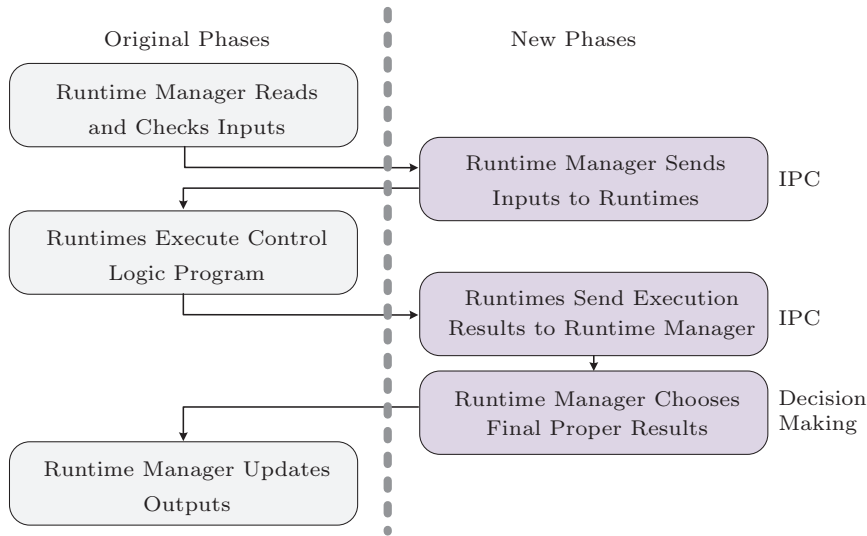 Original Phases
New Phases
Runtime Manager Reads
and Checks Inputs
Runtime Manager Sends
Inputs to Runtimes
IPC
Runtimes Execute Control
Logic Program
Runtimes Send Execution
Results to Runtime Manager
IPC
Runtime Manager Chooses
Final Proper Results
Decision
Making
Runtime Manager Updates
Outputs